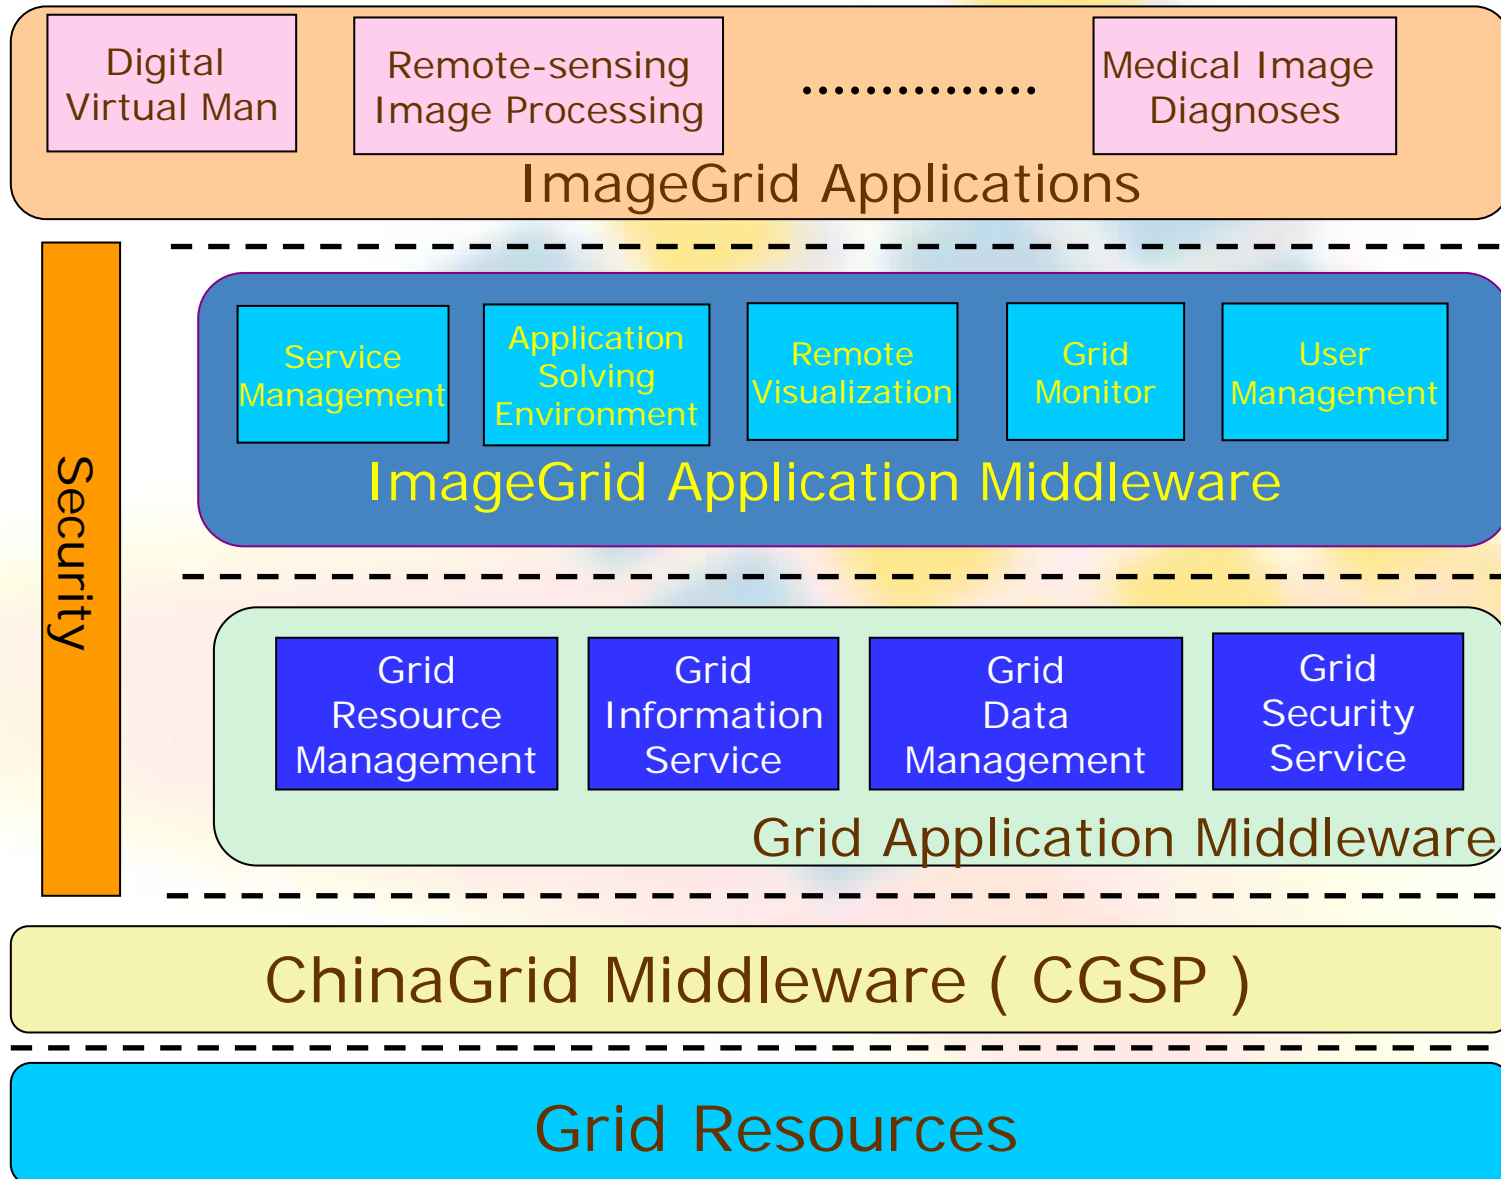 Digital
Virtual Man
Remote-sensing
Image Processing
...............
Medical Image
Diagnoses
ImageGrid Applications
Security
Service
Management
Application
Solving
Environment
Remote
Visualization
Grid
Monitor
User
Management
ImageGrid Application Middleware
Grid
Resource
Management
Grid
Information
Service
Grid
Data
Management
Grid
Security
Service
Grid Application Middleware
ChinaGrid Middleware ( CGSP )
Grid Resources